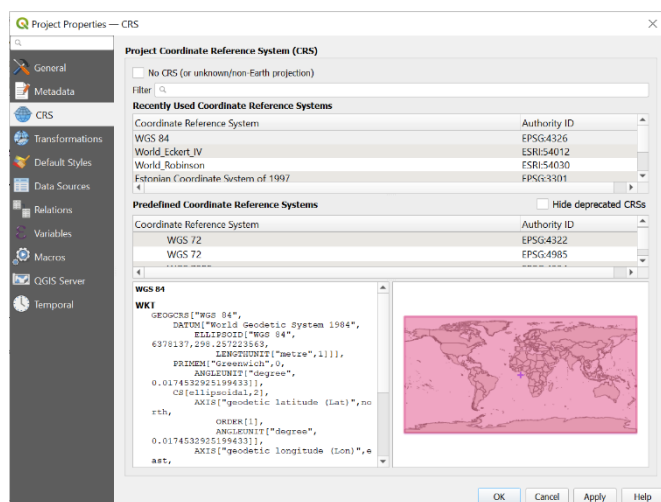 Project Properties — CRS
Project Coordinate Reference System (CRS)
General
Metadata
CRS
Transformations
Default Styles
Data Sources
Relations
Variables
Macros
QGIS Server
Temporal
No CRS (or unknown/non-Earth projection)
Filter
Recently Used Coordinate Reference Systems
Coordinate Reference System Authority ID
WGS 84 EPSG:4326
World_Eckert_IV ESRI:54012
World_Robinson ESRI:54030
Estonian Coordinate System of 1997 EPSG:3301
Predefined Coordinate Reference Systems Hide deprecated CRSs
Coordinate Reference System Authority ID
WGS 72 EPSG:4322
WGS 72 EPSG:4985
WGS 84
WKT
GEOGCRS["WGS 84",
DATUM["World Geodetic System 1984",
ELLIPSOID["WGS 84",
6378137,298.257223563,
LENGTHUNIT["metre",1]]],
PRIMEM["Greenwich",0,
ANGLEUNIT["degree",
0.0174532925199433]],
CS[ellipsoidal,2],
AXIS["geodetic latitude (Lat)",no
rth,
ORDER[1],
ANGLEUNIT["degree",
0.0174532925199433]],
AXIS["geodetic longitude (Lon)",e
ast,
OK Cancel Apply Help